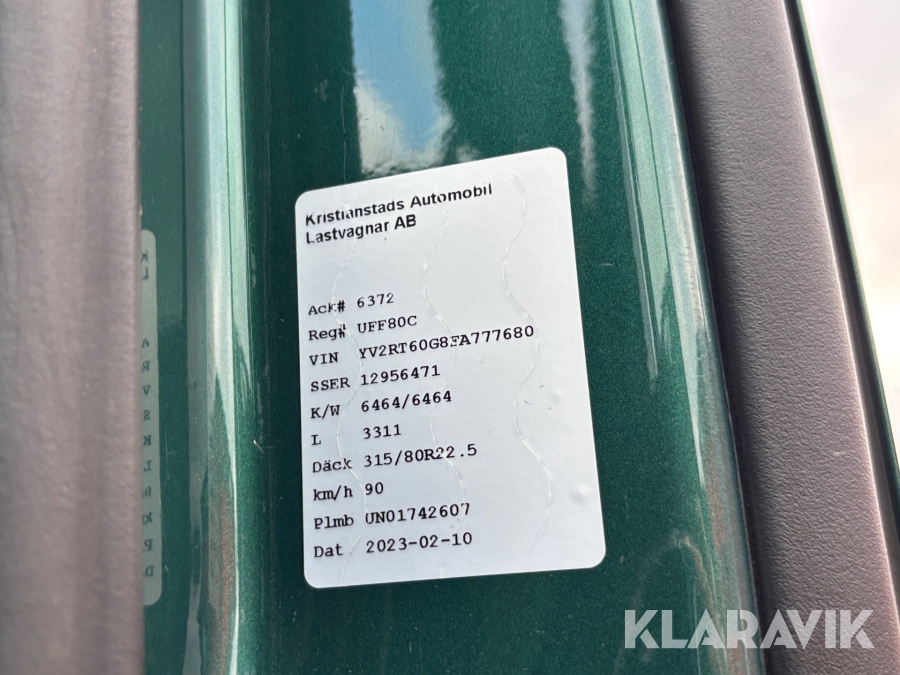 Kristianstads Automobil
Lastvagnar AB
Ack# 6372
Reg# UFF80C
VIN YV2RT60G8FA777680
SSER 12956471
K/W 6464/6464
L 3311
Däck 315/80R22.5
km/h 90
Plmb UN01742607
Dat 2023-02-10
KLARAVIK